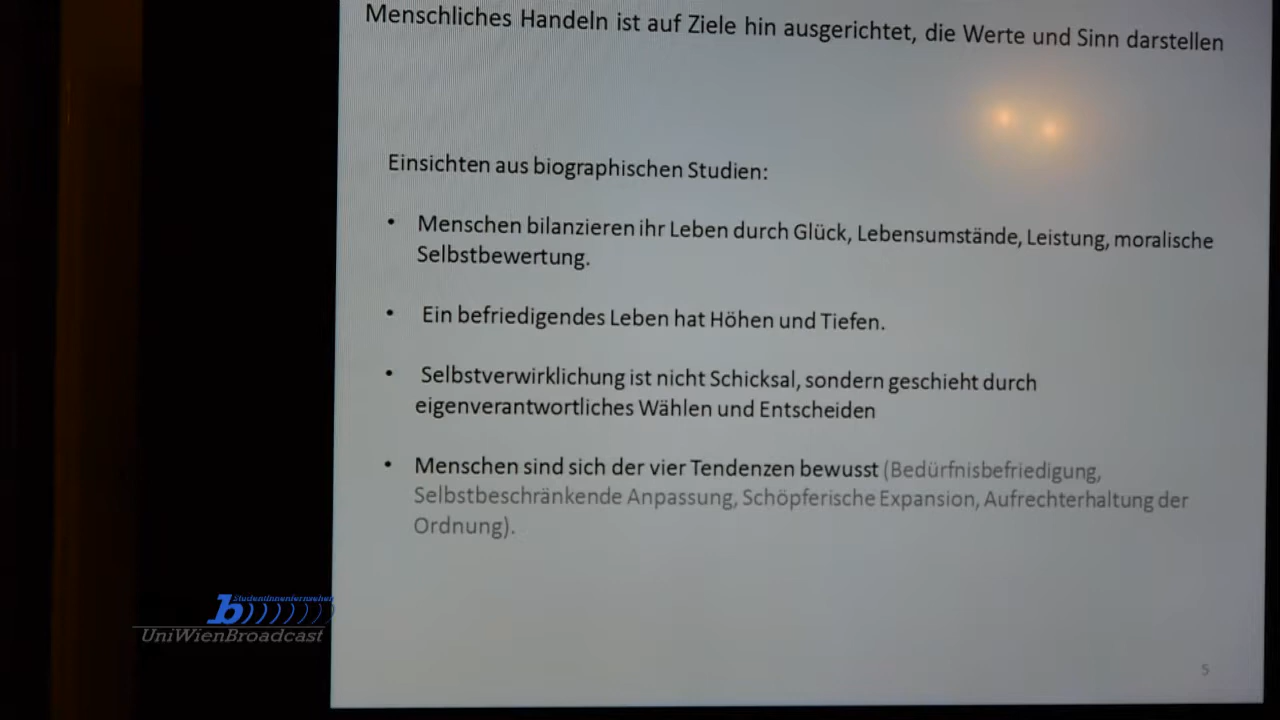 Menschliches Handeln ist auf Ziele hin ausgerichtet, die Werte und Sinn darstellen
Einsichten aus biographischen Studien:
• Menschen bilanzieren ihr Leben durch Glück, Lebensumstände, Leistung, moralische
Selbstbewertung.
• Ein befriedigendes Leben hat Höhen und Tiefen.
• Selbstverwirklichung ist nicht Schicksal, sondern geschieht durch
eigenverantwortliches Wählen und Entscheiden
• Menschen sind sich der vier Tendenzen bewusst (Bedürfnisbefriedigung,
Selbstbeschränkende Anpassung, Schöpferische Expansion, Aufrechterhaltung der
Ordnung).
Studentinnenfernseher
b))))))))
UniWienBroadcast
5